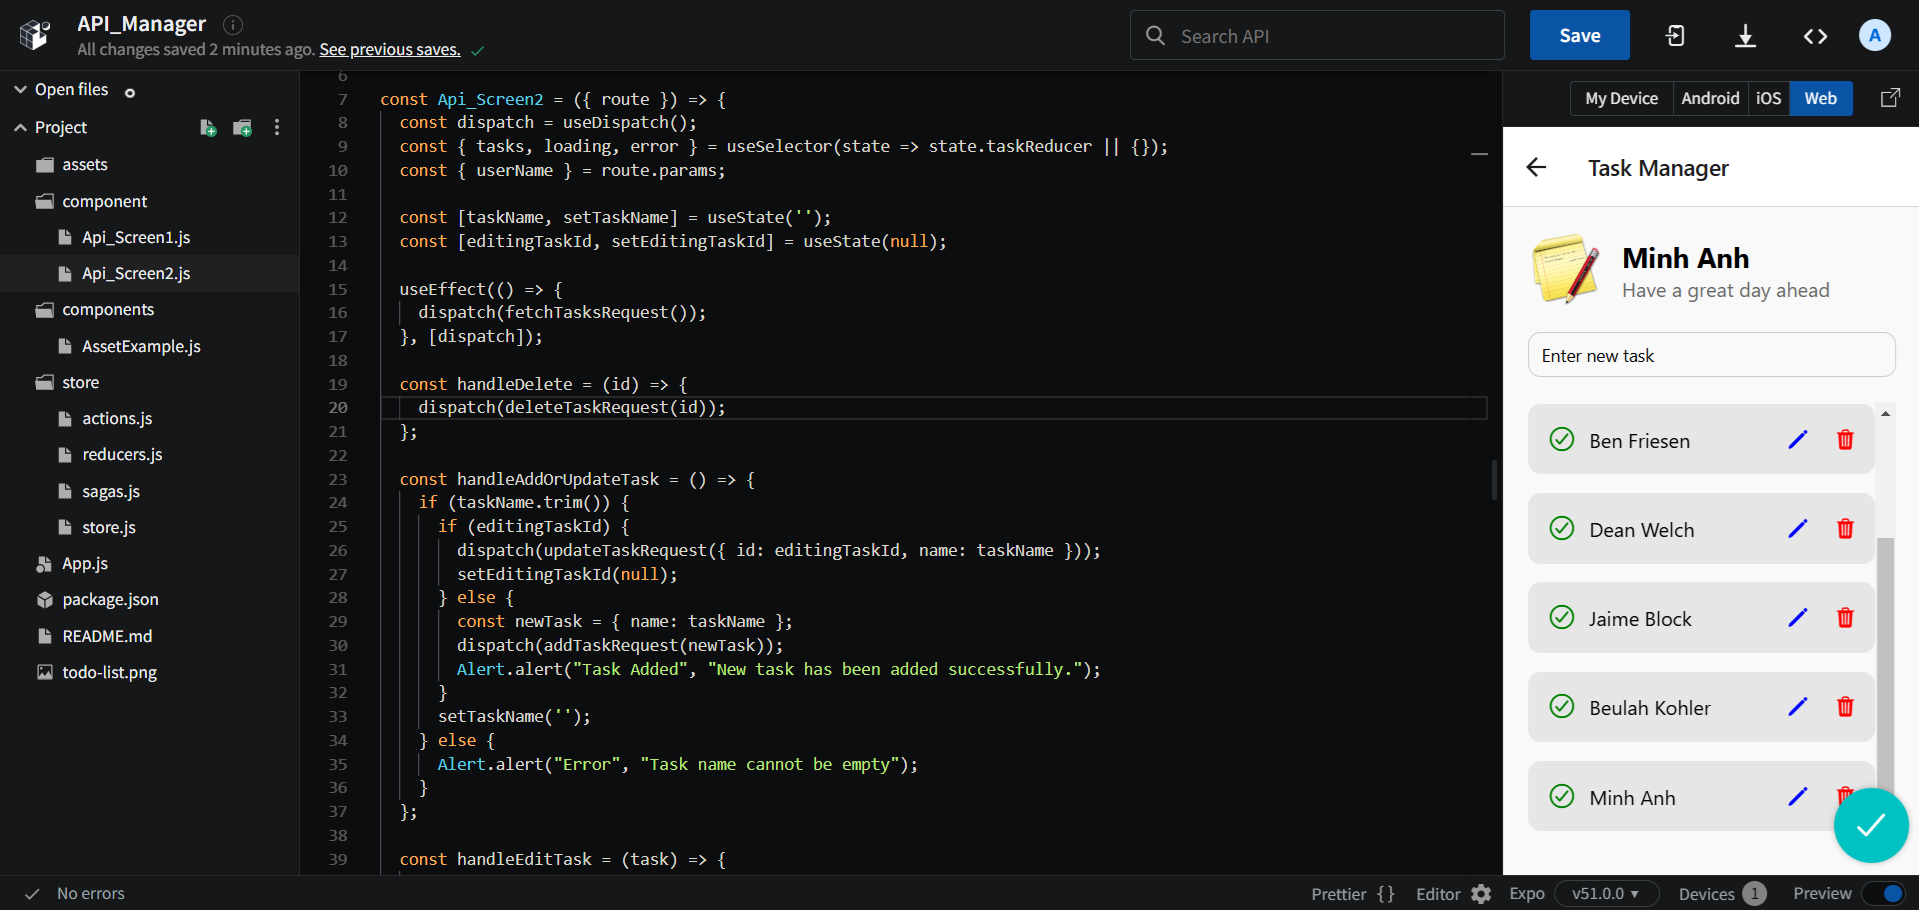 API_Manager
All changes saved 2 minutes ago. See previous saves.
Search API
Save
A
Open files
Project
assets
component
Api_Screen1.js
Api_Screen2.js
components
AssetExample.js
store
actions.js
reducers.js
sagas.js
store.js
App.js
package.json
README.md
todo-list.png
6
7 const Api_Screen2 = ({ route }) => {
8 const dispatch = useDispatch();
9 const { tasks, loading, error } = useSelector(state => state.taskReducer || {});
10 const { userName } = route.params;
11
12 const [taskName, setTaskName] = useState('');
13 const [editingTaskId, setEditingTaskId] = useState(null);
14
15 useEffect(() => {
16 dispatch(fetchTasksRequest());
17 }, [dispatch]);
18
19 const handleDelete = (id) => {
20 dispatch(deleteTaskRequest(id));
21 };
22
23 const handleAddOrUpdateTask = () => {
24 if (taskName.trim()) {
25 if (editingTaskId) {
26 dispatch(updateTaskRequest({ id: editingTaskId, name: taskName }));
27 setEditingTaskId(null);
28 } else {
29 const newTask = { name: taskName };
30 dispatch(addTaskRequest(newTask));
31 Alert.alert("Task Added", "New task has been added successfully.");
32 }
33 setTaskName('');
34 } else {
35 Alert.alert("Error", "Task name cannot be empty");
36 }
37 };
38
39 const handleEditTask = (task) => {
My Device Android iOS Web
Task Manager
Minh Anh
Have a great day ahead
Enter new task
Ben Friesen
Dean Welch
Jaime Block
Beulah Kohler
Minh Anh
No errors
Prettier {} Editor Expo v51.0.0 Devices 1 Preview